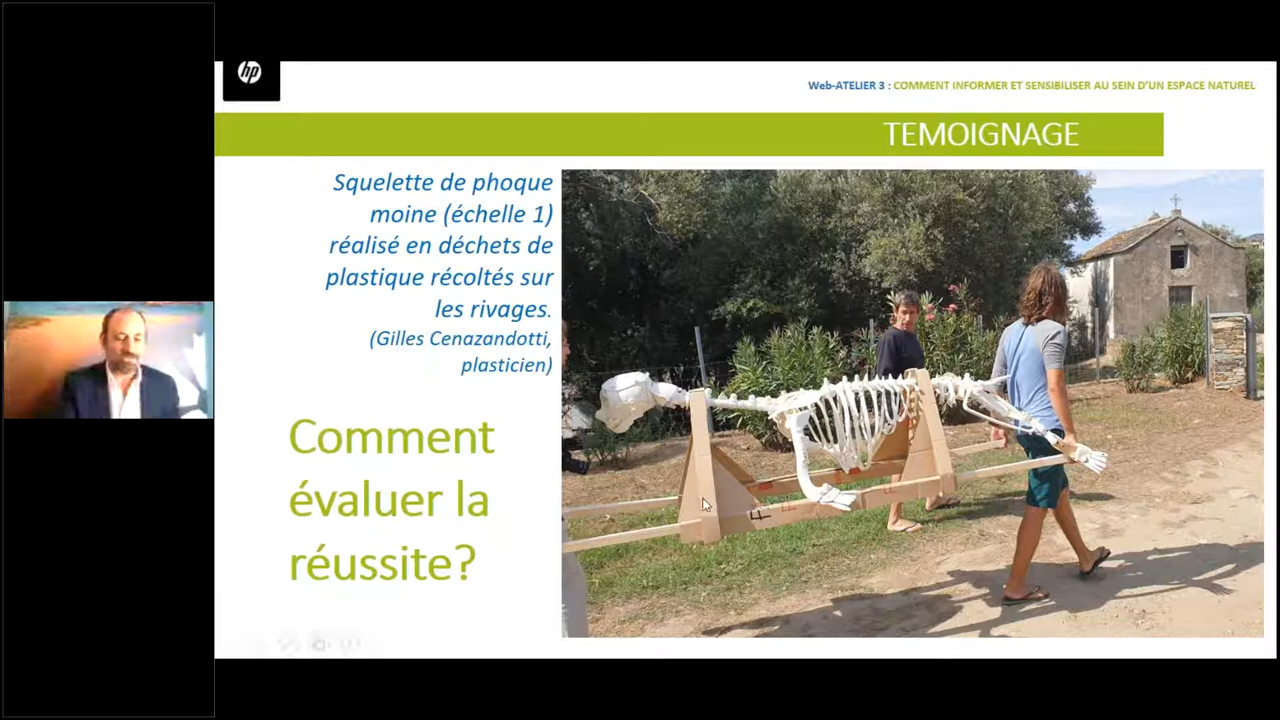 hp
Web-ATELIER 3 : COMMENT INFORMER ET SENSIBILISER AU SEIN D'UN ESPACE NATUREL
TEMOIGNAGE
Squelette de phoque
moine (échelle 1)
réalisé en déchets de
plastique récoltés sur
les rivages.
(Gilles Cenazandotti,
plasticien)
Comment
évaluer la
réussite?